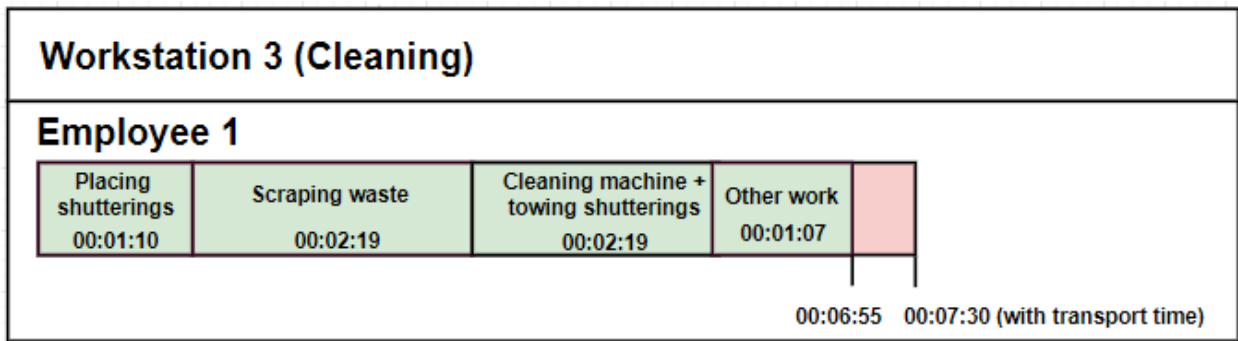 Workstation 3 (Cleaning)
Employee 1
Placing
shutterings
00:01:10
Scraping waste
00:02:19
Cleaning machine +
towing shutterings
00:02:19
Other work
00:01:07
00:06:55
00:07:30 (with transport time)